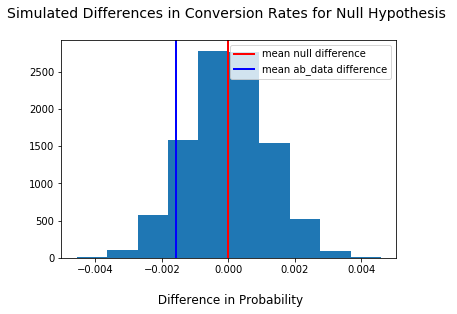 Simulated Differences in Conversion Rates for Null Hypothesis
mean null difference
mean ab_data difference
2500
2000
1500
1000
500
0
−0.004 −0.002 0.000 0.002 0.004
Difference in Probability